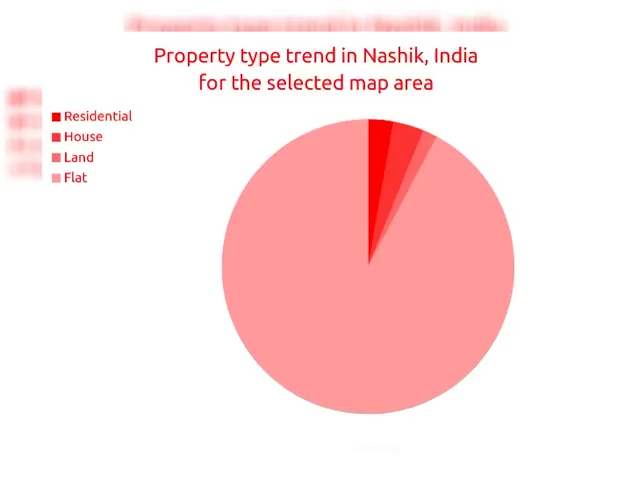 Property type trend in Nashik, India
for the selected map area
Residential
House
Land
Flat